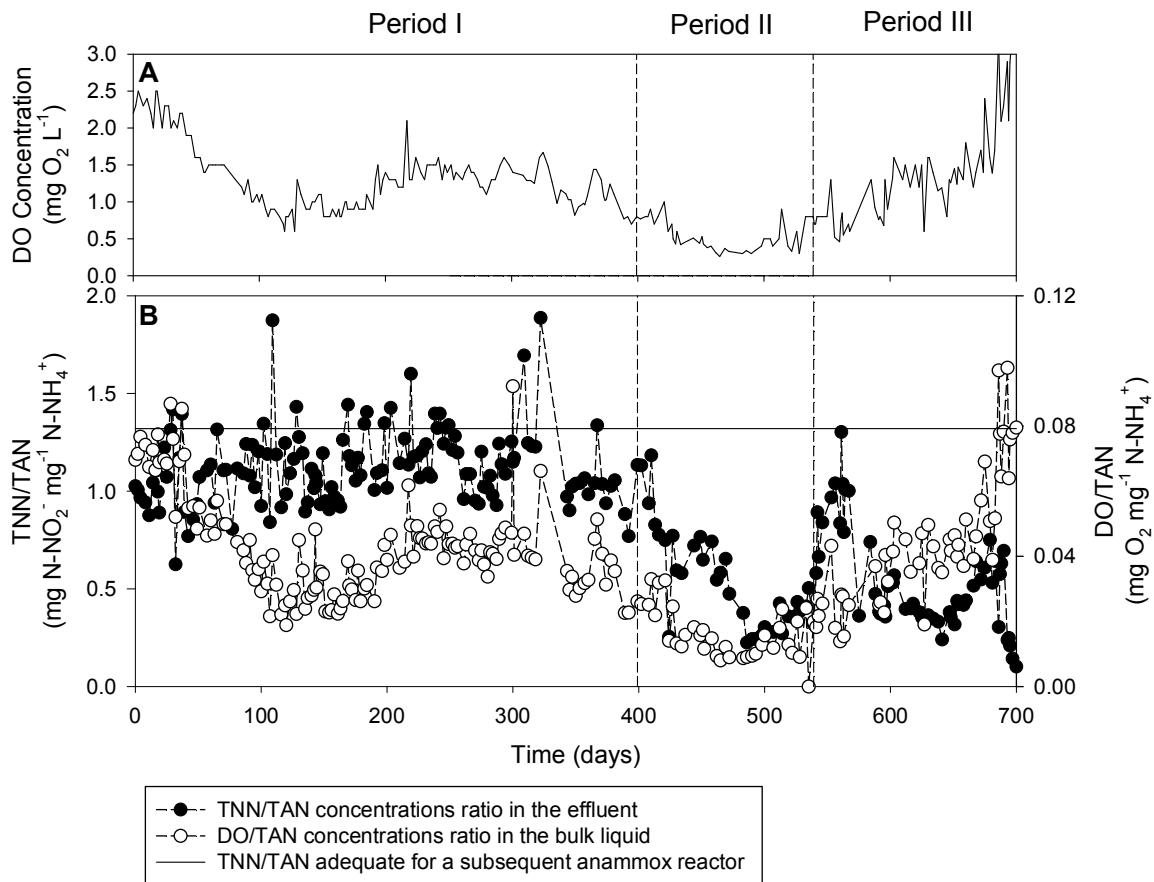 Period I Period II Period III
A
3.0
2.5
2.0
1.5
1.0
0.5
0.0
DO Concentration
(mg O₂ L⁻¹)
B
2.0
1.5
1.0
0.5
0.0
TNN/TAN
(mg N-NO₂⁻ mg⁻¹ N-NH₄⁺)
0.12
0.08
0.04
0.00
DO/TAN
(mg O₂ mg⁻¹ N-NH₄⁺)
0 100 200 300 400 500 600 700
Time (days)
TNN/TAN concentrations ratio in the effluent
DO/TAN concentrations ratio in the bulk liquid
TNN/TAN adequate for a subsequent anammox reactor